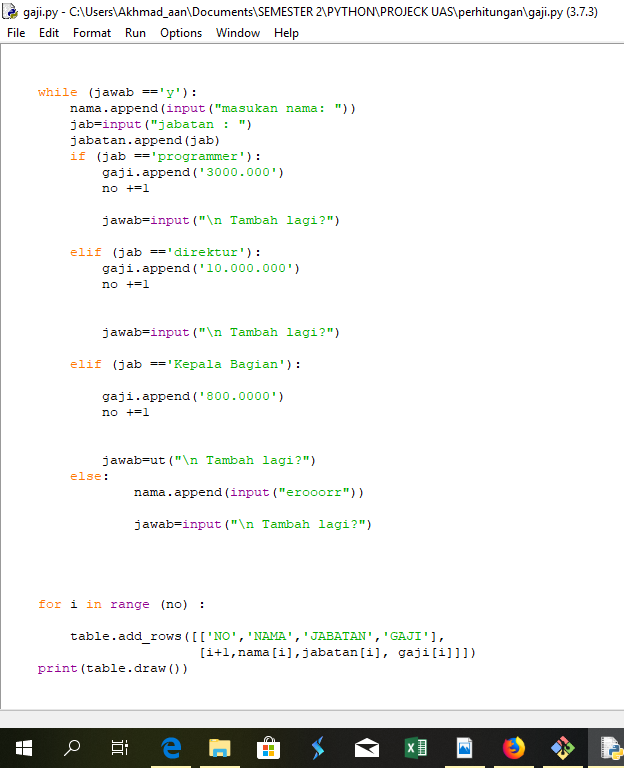 gaji.py - C:\Users\Akhmad_aan\Documents\SEMESTER 2\PYTHON\PROJECK UAS\perhitungan\gaji.py (3.7.3)
File Edit Format Run Options Window Help
while (jawab =='y'):
    nama.append(input("masukan nama: "))
    jab=input("jabatan : ")
    jabatan.append(jab)
    if (jab =='programmer'):
        gaji.append('3000.000')
        no +=1
        jawab=input("\n Tambah lagi?")
    elif (jab =='direktur'):
        gaji.append('10.000.000')
        no +=1
        jawab=input("\n Tambah lagi?")
    elif (jab =='Kepala Bagian'):
        gaji.append('800.0000')
        no +=1
        jawab=ut("\n Tambah lagi?")
    else:
            nama.append(input("erooorr"))
            jawab=input("\n Tambah lagi?")
for i in range (no) :
    table.add_rows([['NO','NAMA','JABATAN','GAJI'],
                    [i+1,nama[i],jabatan[i], gaji[i]]])
print(table.draw())